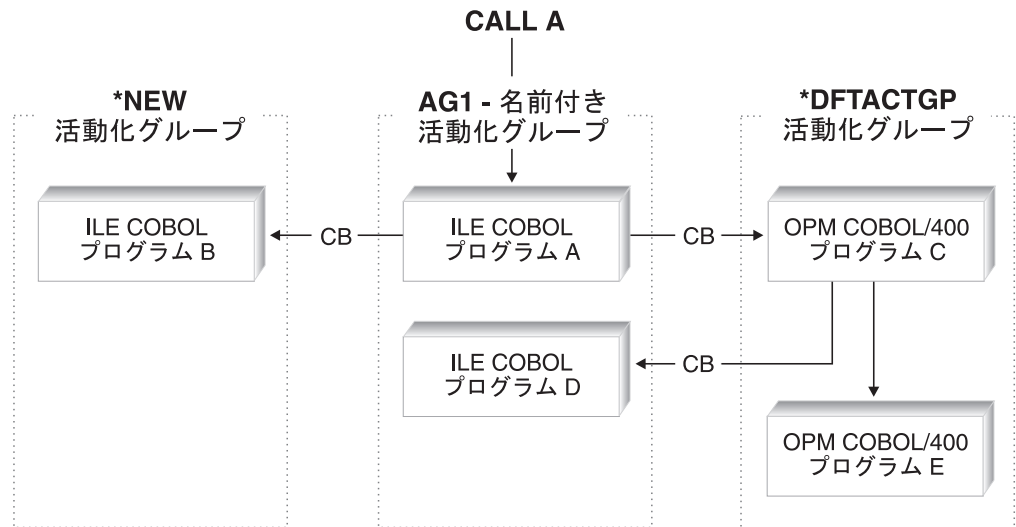 CALL A
*NEW
活動化グループ
AG1 - 名前付き
活動化グループ
*DFTACTGP
活動化グループ
ILE COBOL
プログラム B
CB
ILE COBOL
プログラム A
CB
OPM COBOL/400
プログラム C
ILE COBOL
プログラム D
CB
OPM COBOL/400
プログラム E